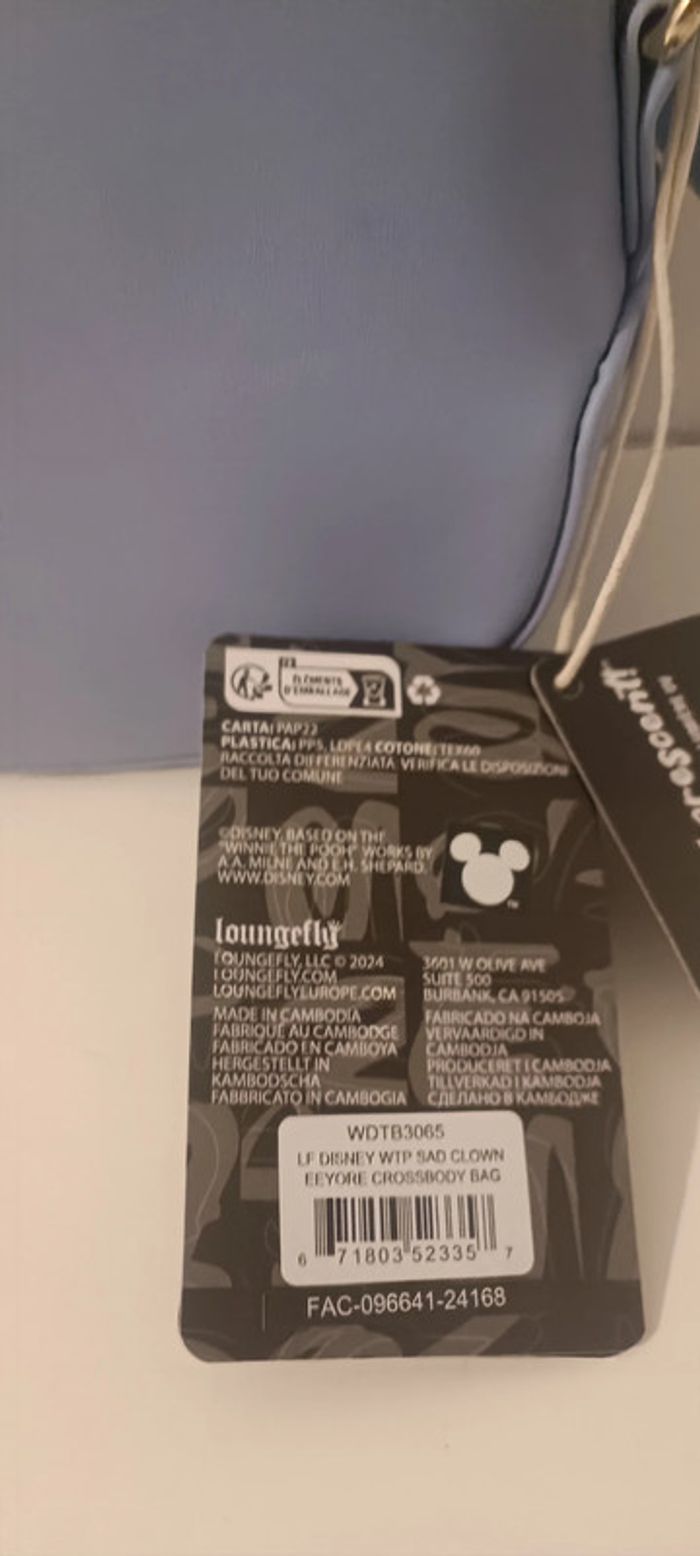 ÉLÉMENTS
D'EMBALLAGE
CARTA: PAP22
PLASTICA: PP5, LDPE4 COTONE: TEX60
RACCOLTA DIFFERENZIATA. VERIFICA LE DISPOSIZIONI
DEL TUO COMUNE
©DISNEY, BASED ON THE
"WINNIE THE POOH" WORKS BY
A.A. MILNE AND E.H. SHEPARD.
WWW.DISNEY.COM
TM
loungefly
LOUNGEFLY, LLC © 2024
LOUNGEFLY.COM
LOUNGEFLYEUROPE.COM
3601 W OLIVE AVE
SUITE 500
BURBANK, CA 91505
MADE IN CAMBODIA
FABRIQUÉ AU CAMBODGE
FABRICADO EN CAMBOYA
HERGESTELLT IN
KAMBODSCHA
FABBRICATO IN CAMBOGIA
FABRICADO NA CAMBOJA
VERVAARDIGD IN
CAMBODJA
PRODUCERET I CAMBODJA
TILLVERKAD I KAMBODJA
СДЕЛАНО В КАМБОДЖЕ
WDTB3065
LF DISNEY WTP SAD CLOWN
EEYORE CROSSBODY BAG
6 71803 52335 7
FAC-096641-24168